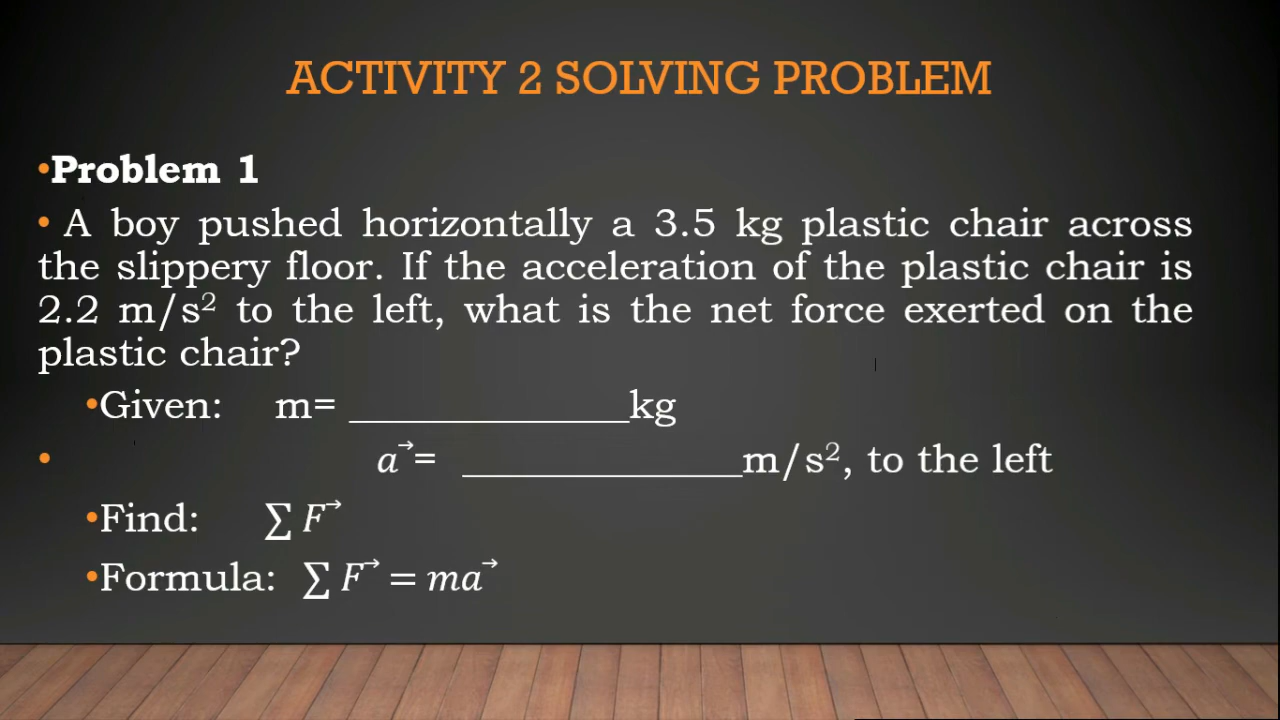 ACTIVITY 2 SOLVING PROBLEM
•Problem 1
• A boy pushed horizontally a 3.5 kg plastic chair across
the slippery floor. If the acceleration of the plastic chair is
2.2 m/s² to the left, what is the net force exerted on the
plastic chair?
•Given: m= ______________kg
• a⃗= ______________m/s², to the left
•Find: ∑ F⃗
•Formula: ∑ F⃗ = ma⃗